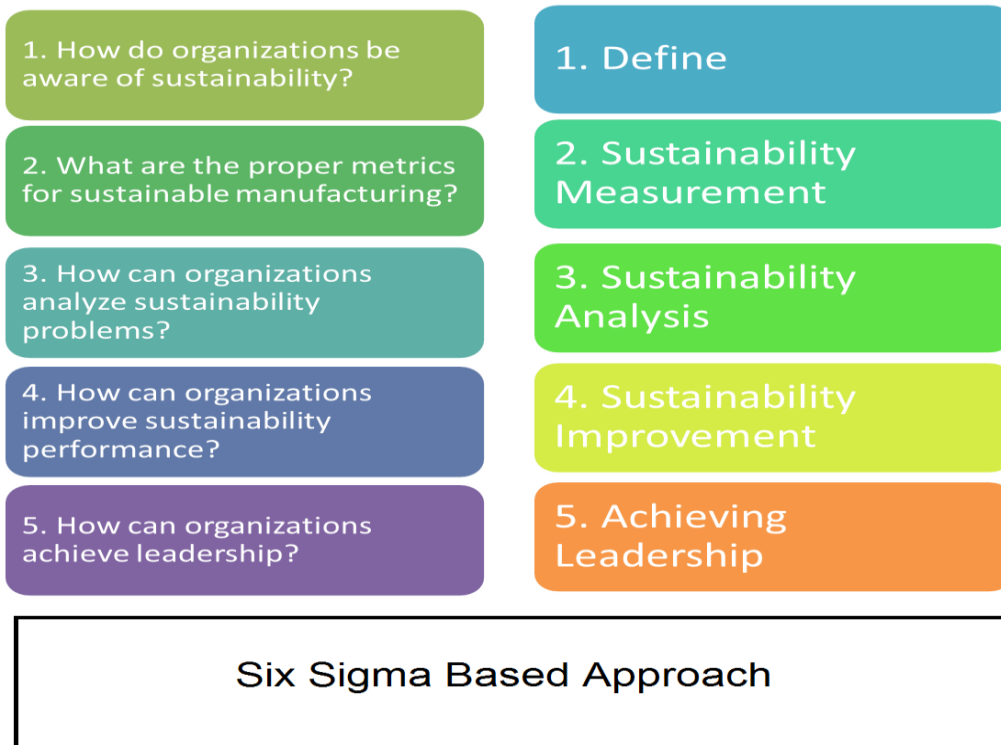 1. How do organizations be
aware of sustainability?
2. What are the proper metrics
for sustainable manufacturing?
3. How can organizations
analyze sustainability
problems?
4. How can organizations
improve sustainability
performance?
5. How can organizations
achieve leadership?
1. Define
2. Sustainability
Measurement
3. Sustainability
Analysis
4. Sustainability
Improvement
5. Achieving
Leadership
Six Sigma Based Approach